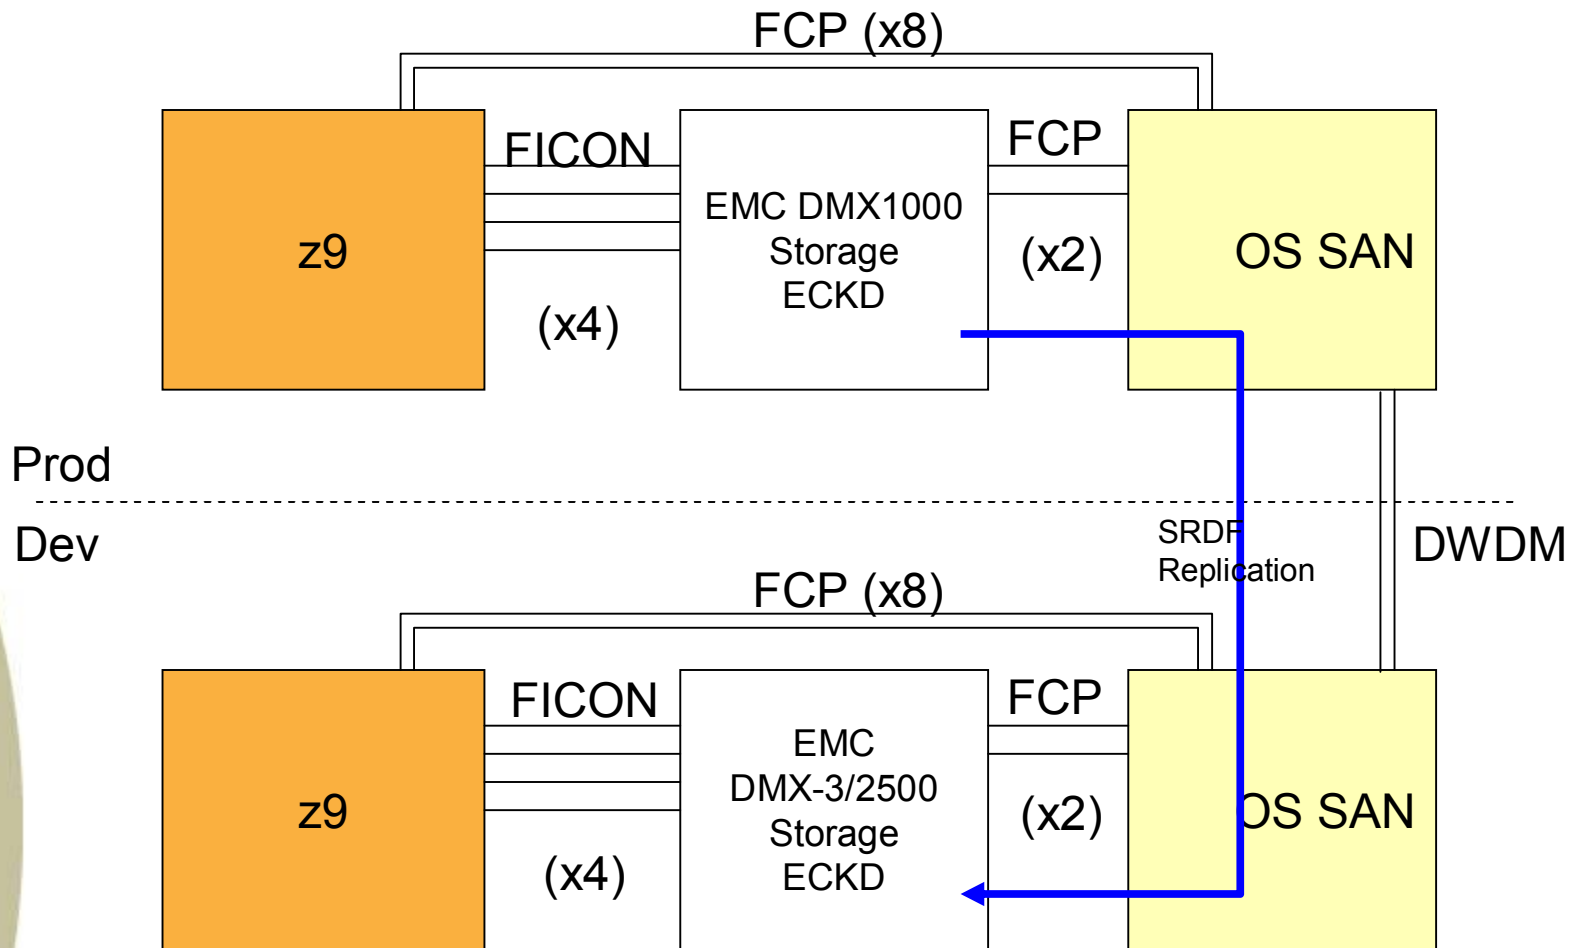 FCP (x8)
FICON
FCP
z9
EMC DMX1000
Storage
ECKD
(x2)
OS SAN
(x4)
Prod
Dev
SRDF
Replication
DWDM
FCP (x8)
FICON
FCP
z9
EMC
DMX-3/2500
Storage
ECKD
(x2)
OS SAN
(x4)